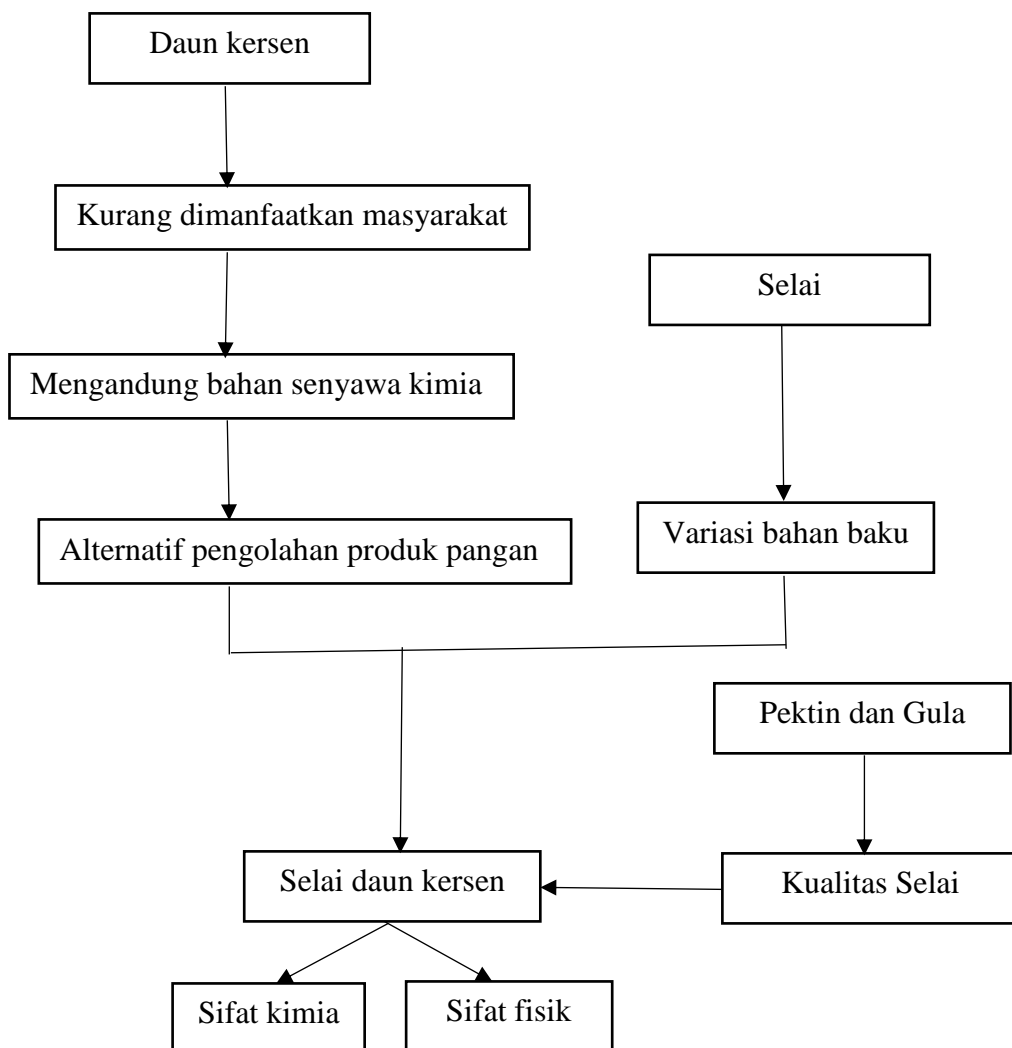 Daun kersen
Kurang dimanfaatkan masyarakat
Selai
Mengandung bahan senyawa kimia
Alternatif pengolahan produk pangan
Variasi bahan baku
Pektin dan Gula
Selai daun kersen
Kualitas Selai
Sifat kimia
Sifat fisik